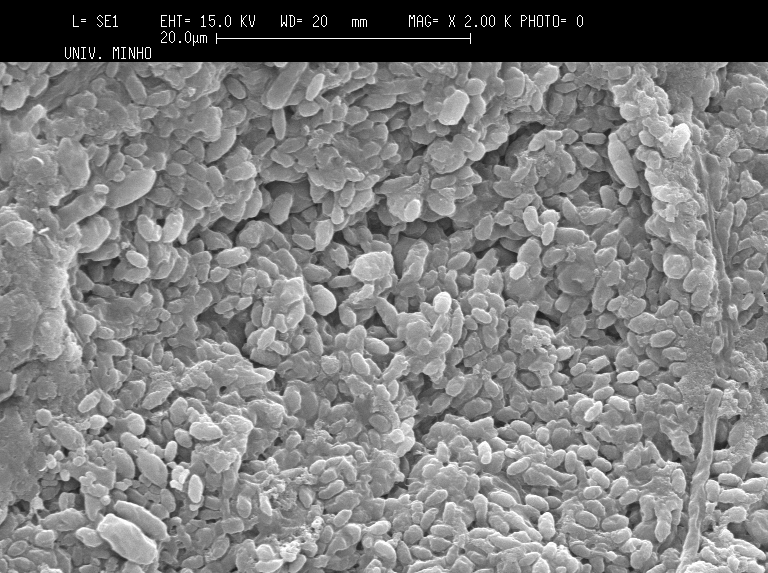 L= SE1 EHT= 15.0 KV WD= 20 mm MAG= X 2.00 K PHOTO= 0
20.0µm
UNIV. MINHO